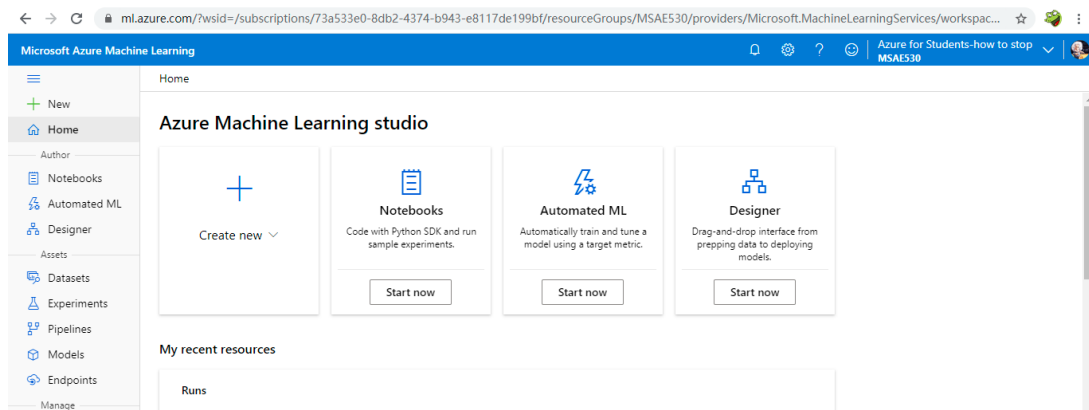 ml.azure.com/?wsid=/subscriptions/73a533e0-8db2-4374-b943-e8117de199bf/resourceGroups/MSAE530/providers/Microsoft.MachineLearningServices/workspac...
Microsoft Azure Machine Learning
Azure for Students-how to stop
MSAE530
Home
New
Home
Author
Notebooks
Automated ML
Designer
Assets
Datasets
Experiments
Pipelines
Models
Endpoints
Manage
Azure Machine Learning studio
Create new
Notebooks
Code with Python SDK and run
sample experiments.
Start now
Automated ML
Automatically train and tune a
model using a target metric.
Start now
Designer
Drag-and-drop interface from
prepping data to deploying
models.
Start now
My recent resources
Runs